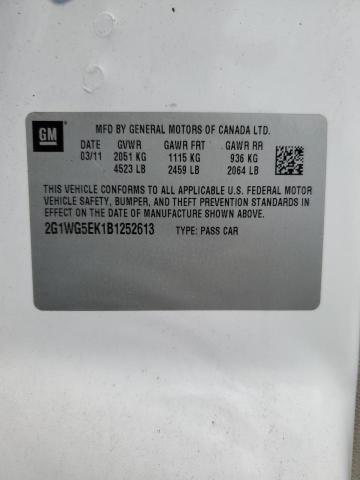 GM
MFD BY GENERAL MOTORS OF CANADA LTD.
DATE GVWR GAWR FRT GAWR RR
03/11 2051 KG 1115 KG 936 KG
4523 LB 2459 LB 2064 LB
THIS VEHICLE CONFORMS TO ALL APPLICABLE U.S. FEDERAL MOTOR
VEHICLE SAFETY, BUMPER, AND THEFT PREVENTION STANDARDS IN
EFFECT ON THE DATE OF MANUFACTURE SHOWN ABOVE.
2G1WG5EK1B1252613 TYPE: PASS CAR